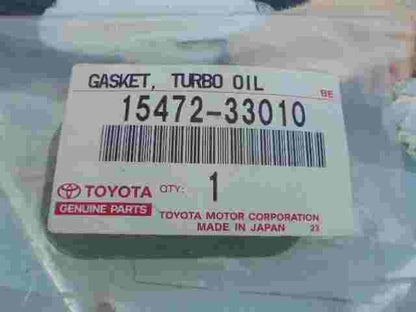 GASKET, TURBO OIL
BE
15472-33010
TOYOTA QTY: 1
GENUINE PARTS
TOYOTA MOTOR CORPORATION
MADE IN JAPAN 23